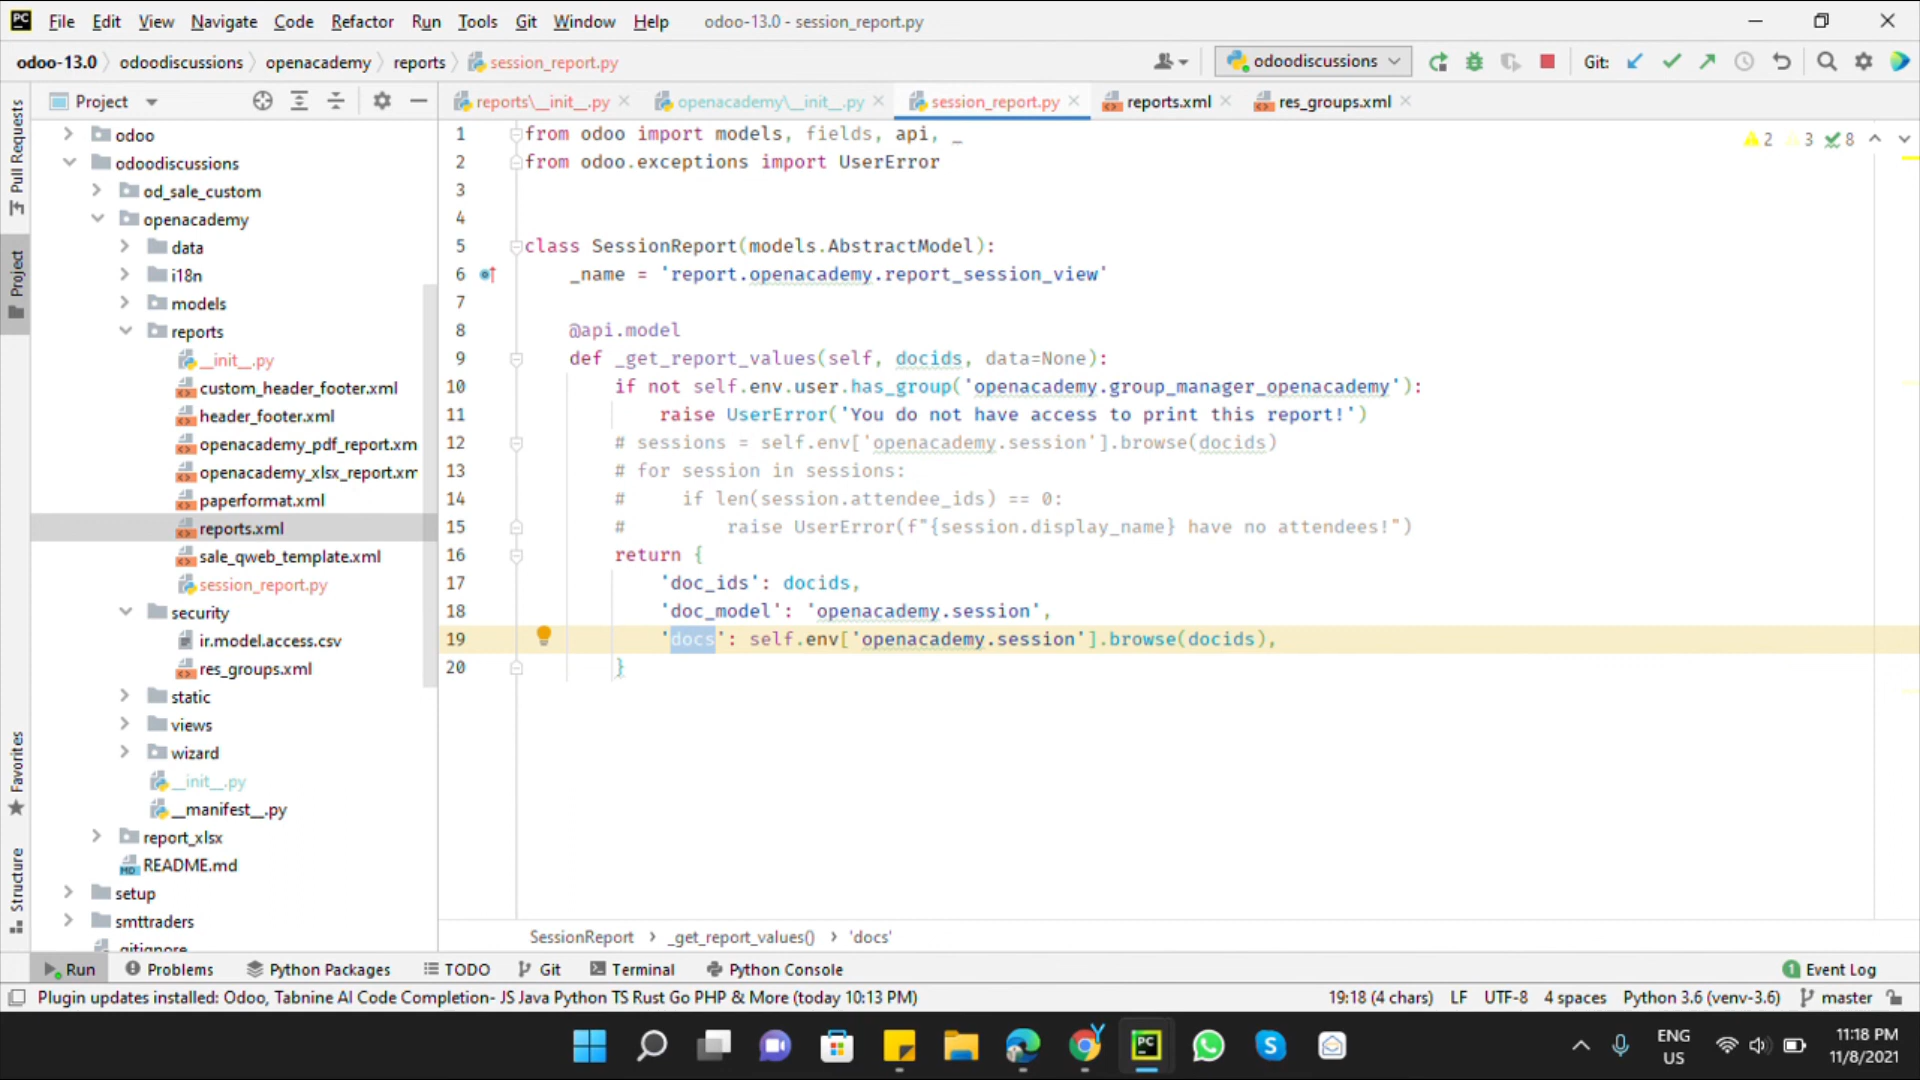 PC File Edit View Navigate Code Refactor Run Tools Git Window Help odoo-13.0 - session_report.py
odoo-13.0 odoodiscussions openacademy reports session_report.py odoodiscussions Git:
Project reports\__init__.py openacademy\__init__.py session_report.py reports.xml res_groups.xml
Pull Requests
Project
Favorites
Structure
odoo
odoodiscussions
od_sale_custom
openacademy
data
i18n
models
reports
__init__.py
custom_header_footer.xml
header_footer.xml
openacademy_pdf_report.xm
openacademy_xlsx_report.xm
paperformat.xml
reports.xml
sale_qweb_template.xml
session_report.py
security
ir.model.access.csv
res_groups.xml
static
views
wizard
__init__.py
__manifest__.py
report_xlsx
README.md
setup
smttraders
.gitignore
2 3 8
1 from odoo import models, fields, api, _
2 from odoo.exceptions import UserError
3
4
5 class SessionReport(models.AbstractModel):
6 _name = 'report.openacademy.report_session_view'
7
8 @api.model
9 def _get_report_values(self, docids, data=None):
10 if not self.env.user.has_group('openacademy.group_manager_openacademy'):
11 raise UserError('You do not have access to print this report!')
12 # sessions = self.env['openacademy.session'].browse(docids)
13 # for session in sessions:
14 # if len(session.attendee_ids) == 0:
15 # raise UserError(f"{session.display_name} have no attendees!")
16 return {
17 'doc_ids': docids,
18 'doc_model': 'openacademy.session',
19 'docs': self.env['openacademy.session'].browse(docids),
20 }
SessionReport _get_report_values() 'docs'
Run Problems Python Packages TODO Git Terminal Python Console 1 Event Log
Plugin updates installed: Odoo, Tabnine AI Code Completion- JS Java Python TS Rust Go PHP & More (today 10:13 PM) 19:18 (4 chars) LF UTF-8 4 spaces Python 3.6 (venv-3.6) master
PC S ENG US 11:18 PM
11/8/2021